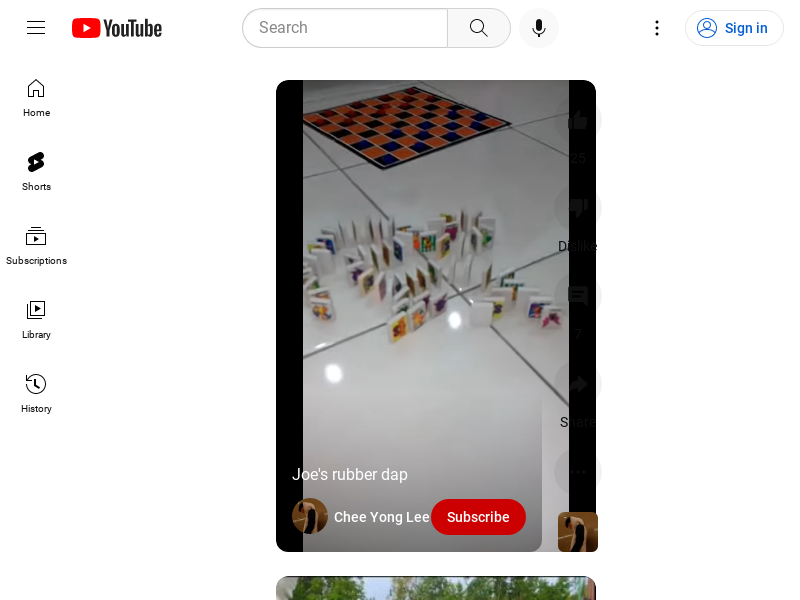 YouTube
Search
Sign in
Home
Shorts
Subscriptions
Library
History
25
Dislike
7
Share
Joe's rubber dap
Chee Yong Lee
Subscribe